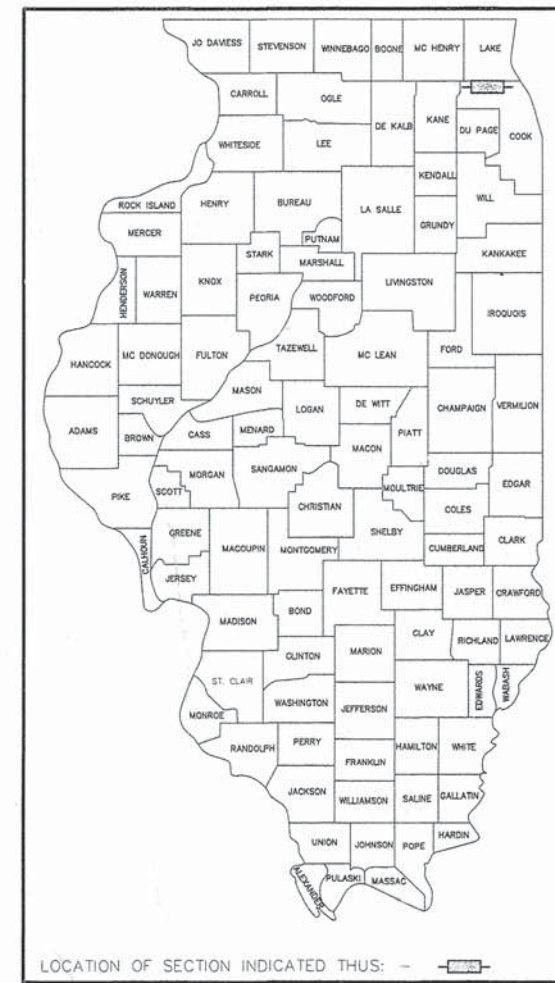 JO DAVIESS STEVENSON WINNEBAGO BOONE MC HENRY LAKE
CARROLL OGLE DE KALB KANE DU PAGE COOK
WHITESIDE LEE
KENDALL WILL
ROCK ISLAND HENRY BUREAU LA SALLE GRUNDY
MERCER PUTNAM
STARK MARSHALL KANKAKEE
HENDERSON WARREN KNOX PEORIA WOODFORD LIVINGSTON IROQUOIS
HANCOCK MC DONOUGH FULTON TAZEWELL MC LEAN FORD
SCHUYLER MASON LOGAN DE WITT CHAMPAIGN VERMILION
ADAMS BROWN CASS MENARD MACON PIATT
PIKE SCOTT MORGAN SANGAMON CHRISTIAN MOULTRIE DOUGLAS EDGAR
COLES
CALHOUN GREENE MACOUPIN MONTGOMERY SHELBY CUMBERLAND CLARK
JERSEY
MADISON BOND FAYETTE EFFINGHAM JASPER CRAWFORD
CLAY RICHLAND LAWRENCE
CLINTON MARION
ST. CLAIR WAYNE EDWARDS WABASH
MONROE WASHINGTON JEFFERSON
RANDOLPH PERRY HAMILTON WHITE
FRANKLIN
JACKSON WILLIAMSON SALINE GALLATIN
UNION JOHNSON POPE HARDIN
ALEXANDER PULASKI MASSAC
LOCATION OF SECTION INDICATED THUS: -